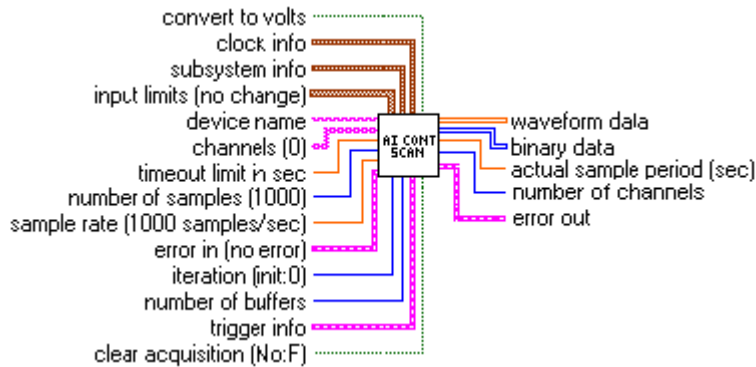 convert to volts
clock info
subsystem info
input limits (no change)
device name
channels (0)
timeout limit in sec
number of samples (1000)
sample rate (1000 samples/sec)
error in (no error)
iteration (init:0)
number of buffers
trigger info
clear acquisition (No:F)
AI CONT
SCAN
waveform data
binary data
actual sample period (sec)
number of channels
error out